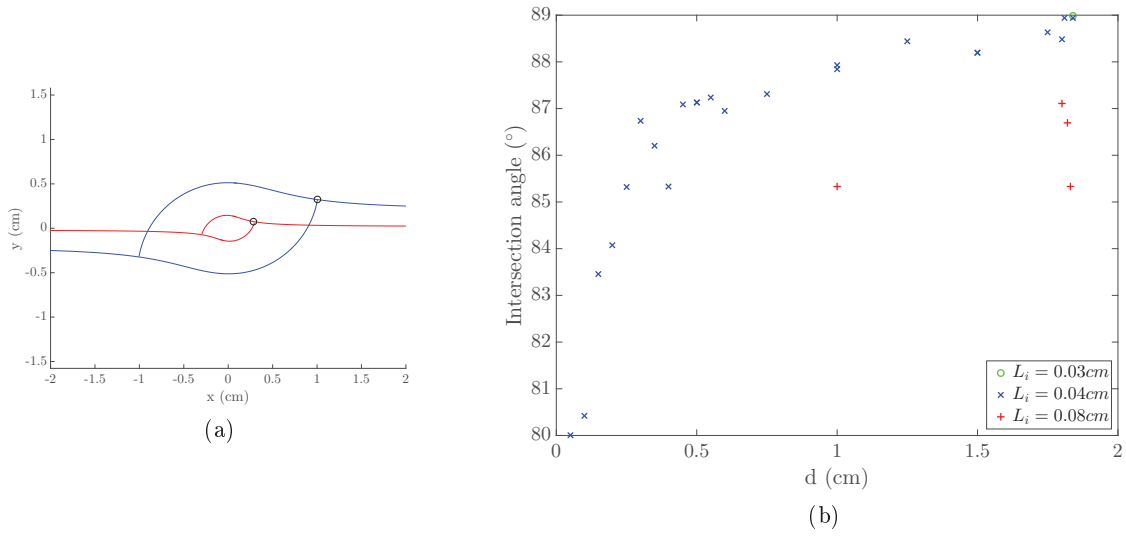 1.5
1
0.5
0
-0.5
-1
-1.5
y (cm)
-2 -1.5 -1 -0.5 0 0.5 1 1.5 2
x (cm)
(a)
89
88
87
86
85
84
83
82
81
80
Intersection angle (°)
L_i = 0.03cm
L_i = 0.04cm
L_i = 0.08cm
0 0.5 1 1.5 2
d (cm)
(b)